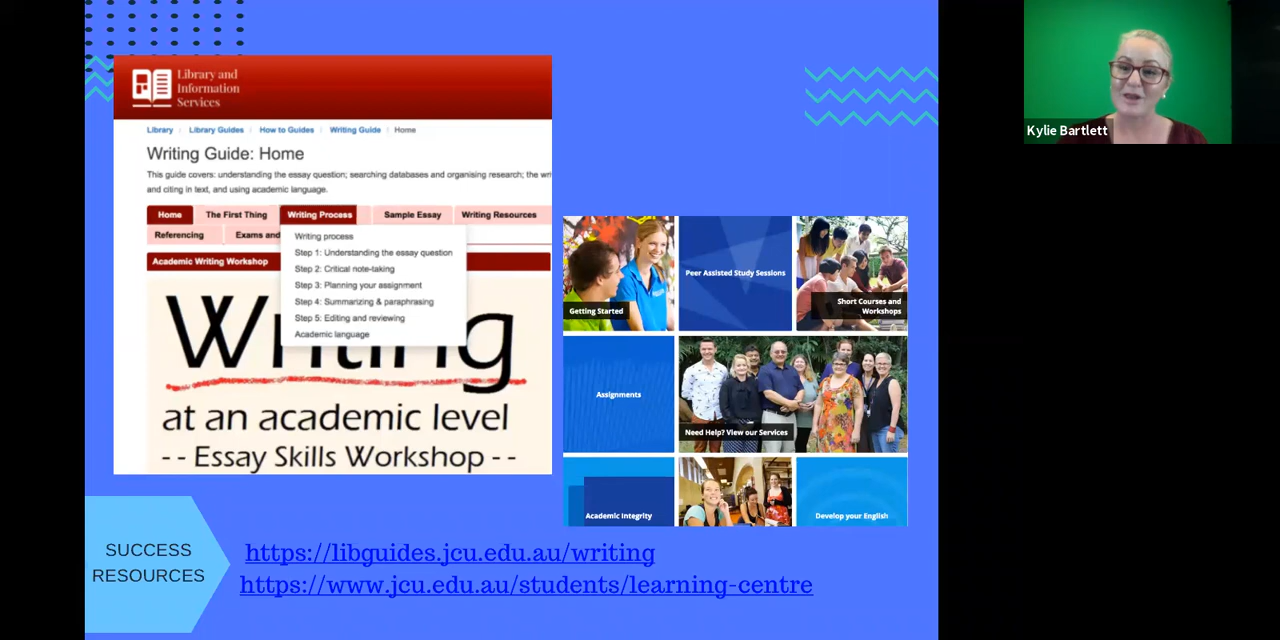 Library and
Information
Services
Library
Library Guides
How to Guides
Writing Guide
Home
Writing Guide: Home
This guide covers: understanding the essay question; searching databases and organising research; the
and citing in text, and using academic language.
Home
The First Thing
Writing Process
Sample Essay
Writing Resources
Referencing
Exams and
Writing process
Step 1: Understanding the essay question
Step 2: Critical note-taking
Step 3: Planning your assignment
Step 4: Summarizing & paraphrasing
Step 5: Editing and reviewing
Academic language
Academic Writing Workshop
Writing
at an academic level
-- Essay Skills Workshop --
Getting Started
Peer Assisted Study Sessions
Short Courses and
Workshops
Assignments
Need Help? View our Services
Academic Integrity
Develop your English
SUCCESS
RESOURCES
https://libguides.jcu.edu.au/writing
https://www.jcu.edu.au/students/learning-centre
Kylie Bartlett